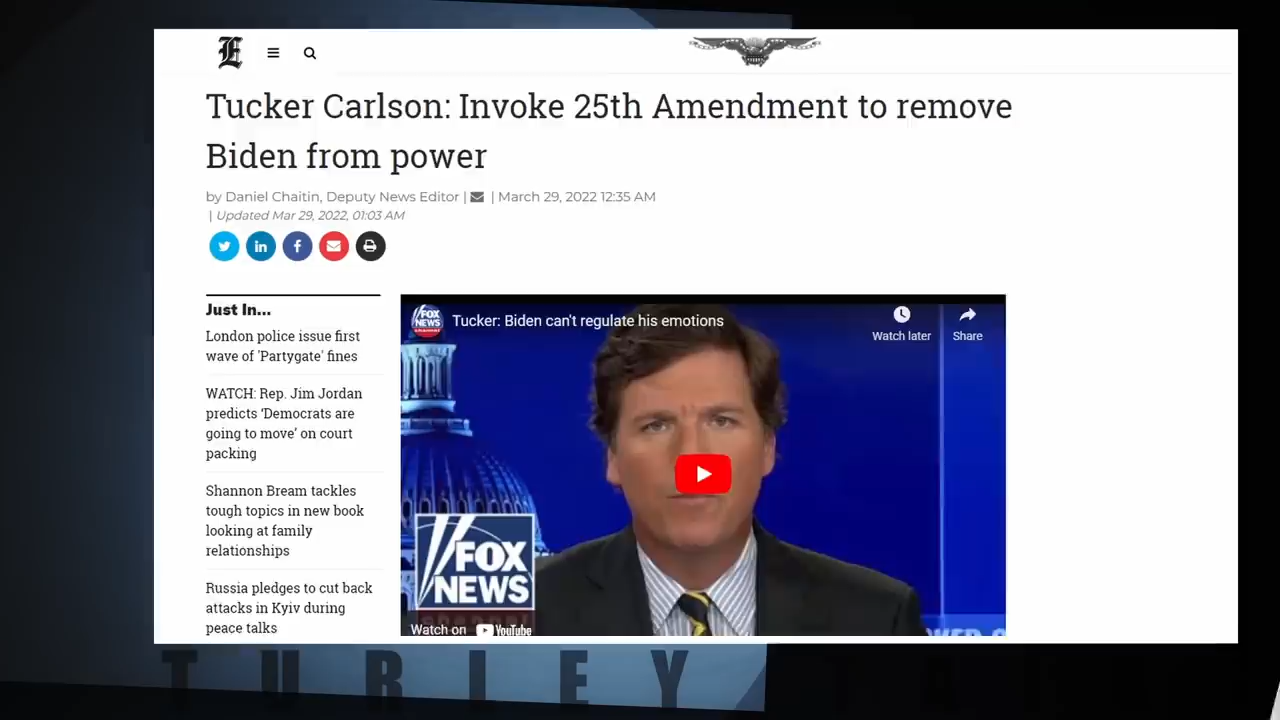 E
Tucker Carlson: Invoke 25th Amendment to remove
Biden from power
by Daniel Chaitin, Deputy News Editor | | March 29, 2022 12:35 AM
| Updated Mar 29, 2022, 01:03 AM
Just In...
London police issue first
wave of 'Partygate' fines
WATCH: Rep. Jim Jordan
predicts ‘Democrats are
going to move’ on court
packing
Shannon Bream tackles
tough topics in new book
looking at family
relationships
Russia pledges to cut back
attacks in Kyiv during
peace talks
FOX
NEWS
Tucker: Biden can't regulate his emotions
Watch later
Share
FOX
NEWS
Watch on YouTube
TURLEY